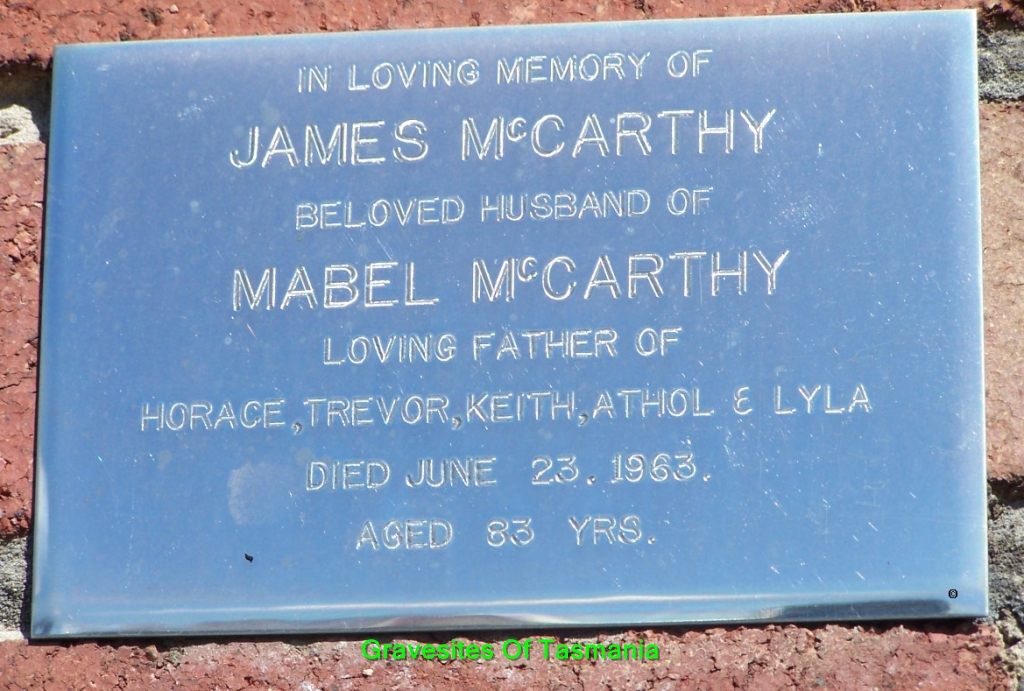 IN LOVING MEMORY OF
JAMES McCARTHY
BELOVED HUSBAND OF
MABEL McCARTHY
LOVING FATHER OF
HORACE, TREVOR, KEITH, ATHOL & LYLA
DIED JUNE 23. 1963.
AGED 83 YRS.
Gravesites Of Tasmania